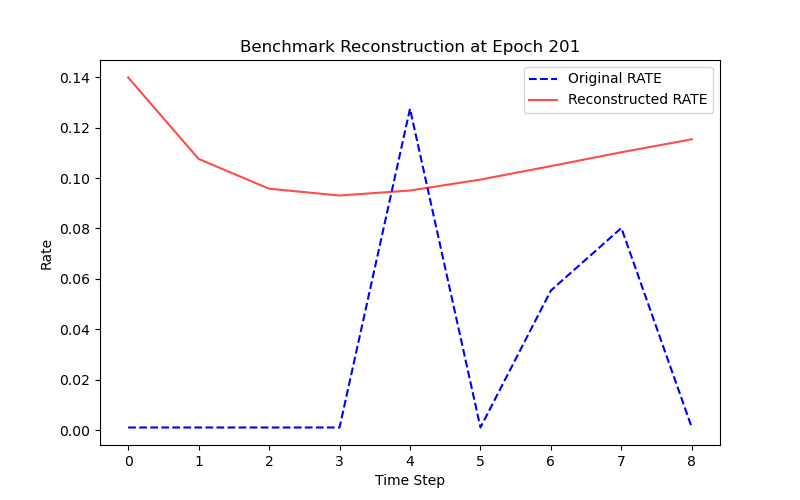 Benchmark Reconstruction at Epoch 201
Original RATE
Reconstructed RATE
0.14
0.12
0.10
0.08
0.06
0.04
0.02
0.00
Rate
0 1 2 3 4 5 6 7 8
Time Step